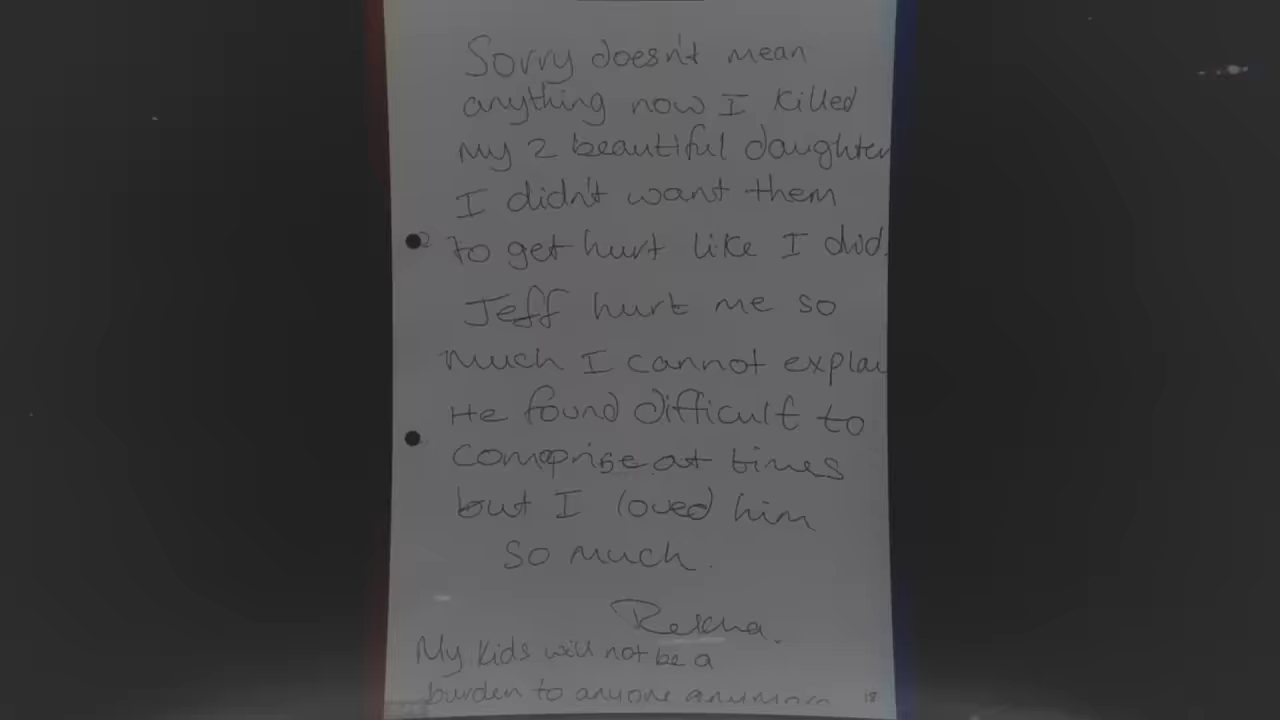 Sorry doesn't mean
anything now I killed
my 2 beautiful daughter
I didn't want them
to get hurt like I did.
Jeff hurt me so
much I cannot explai
He found difficult to
comoprise at times
but I loved him
so much.
Rekha.
My kids will not be a
burden to anyone